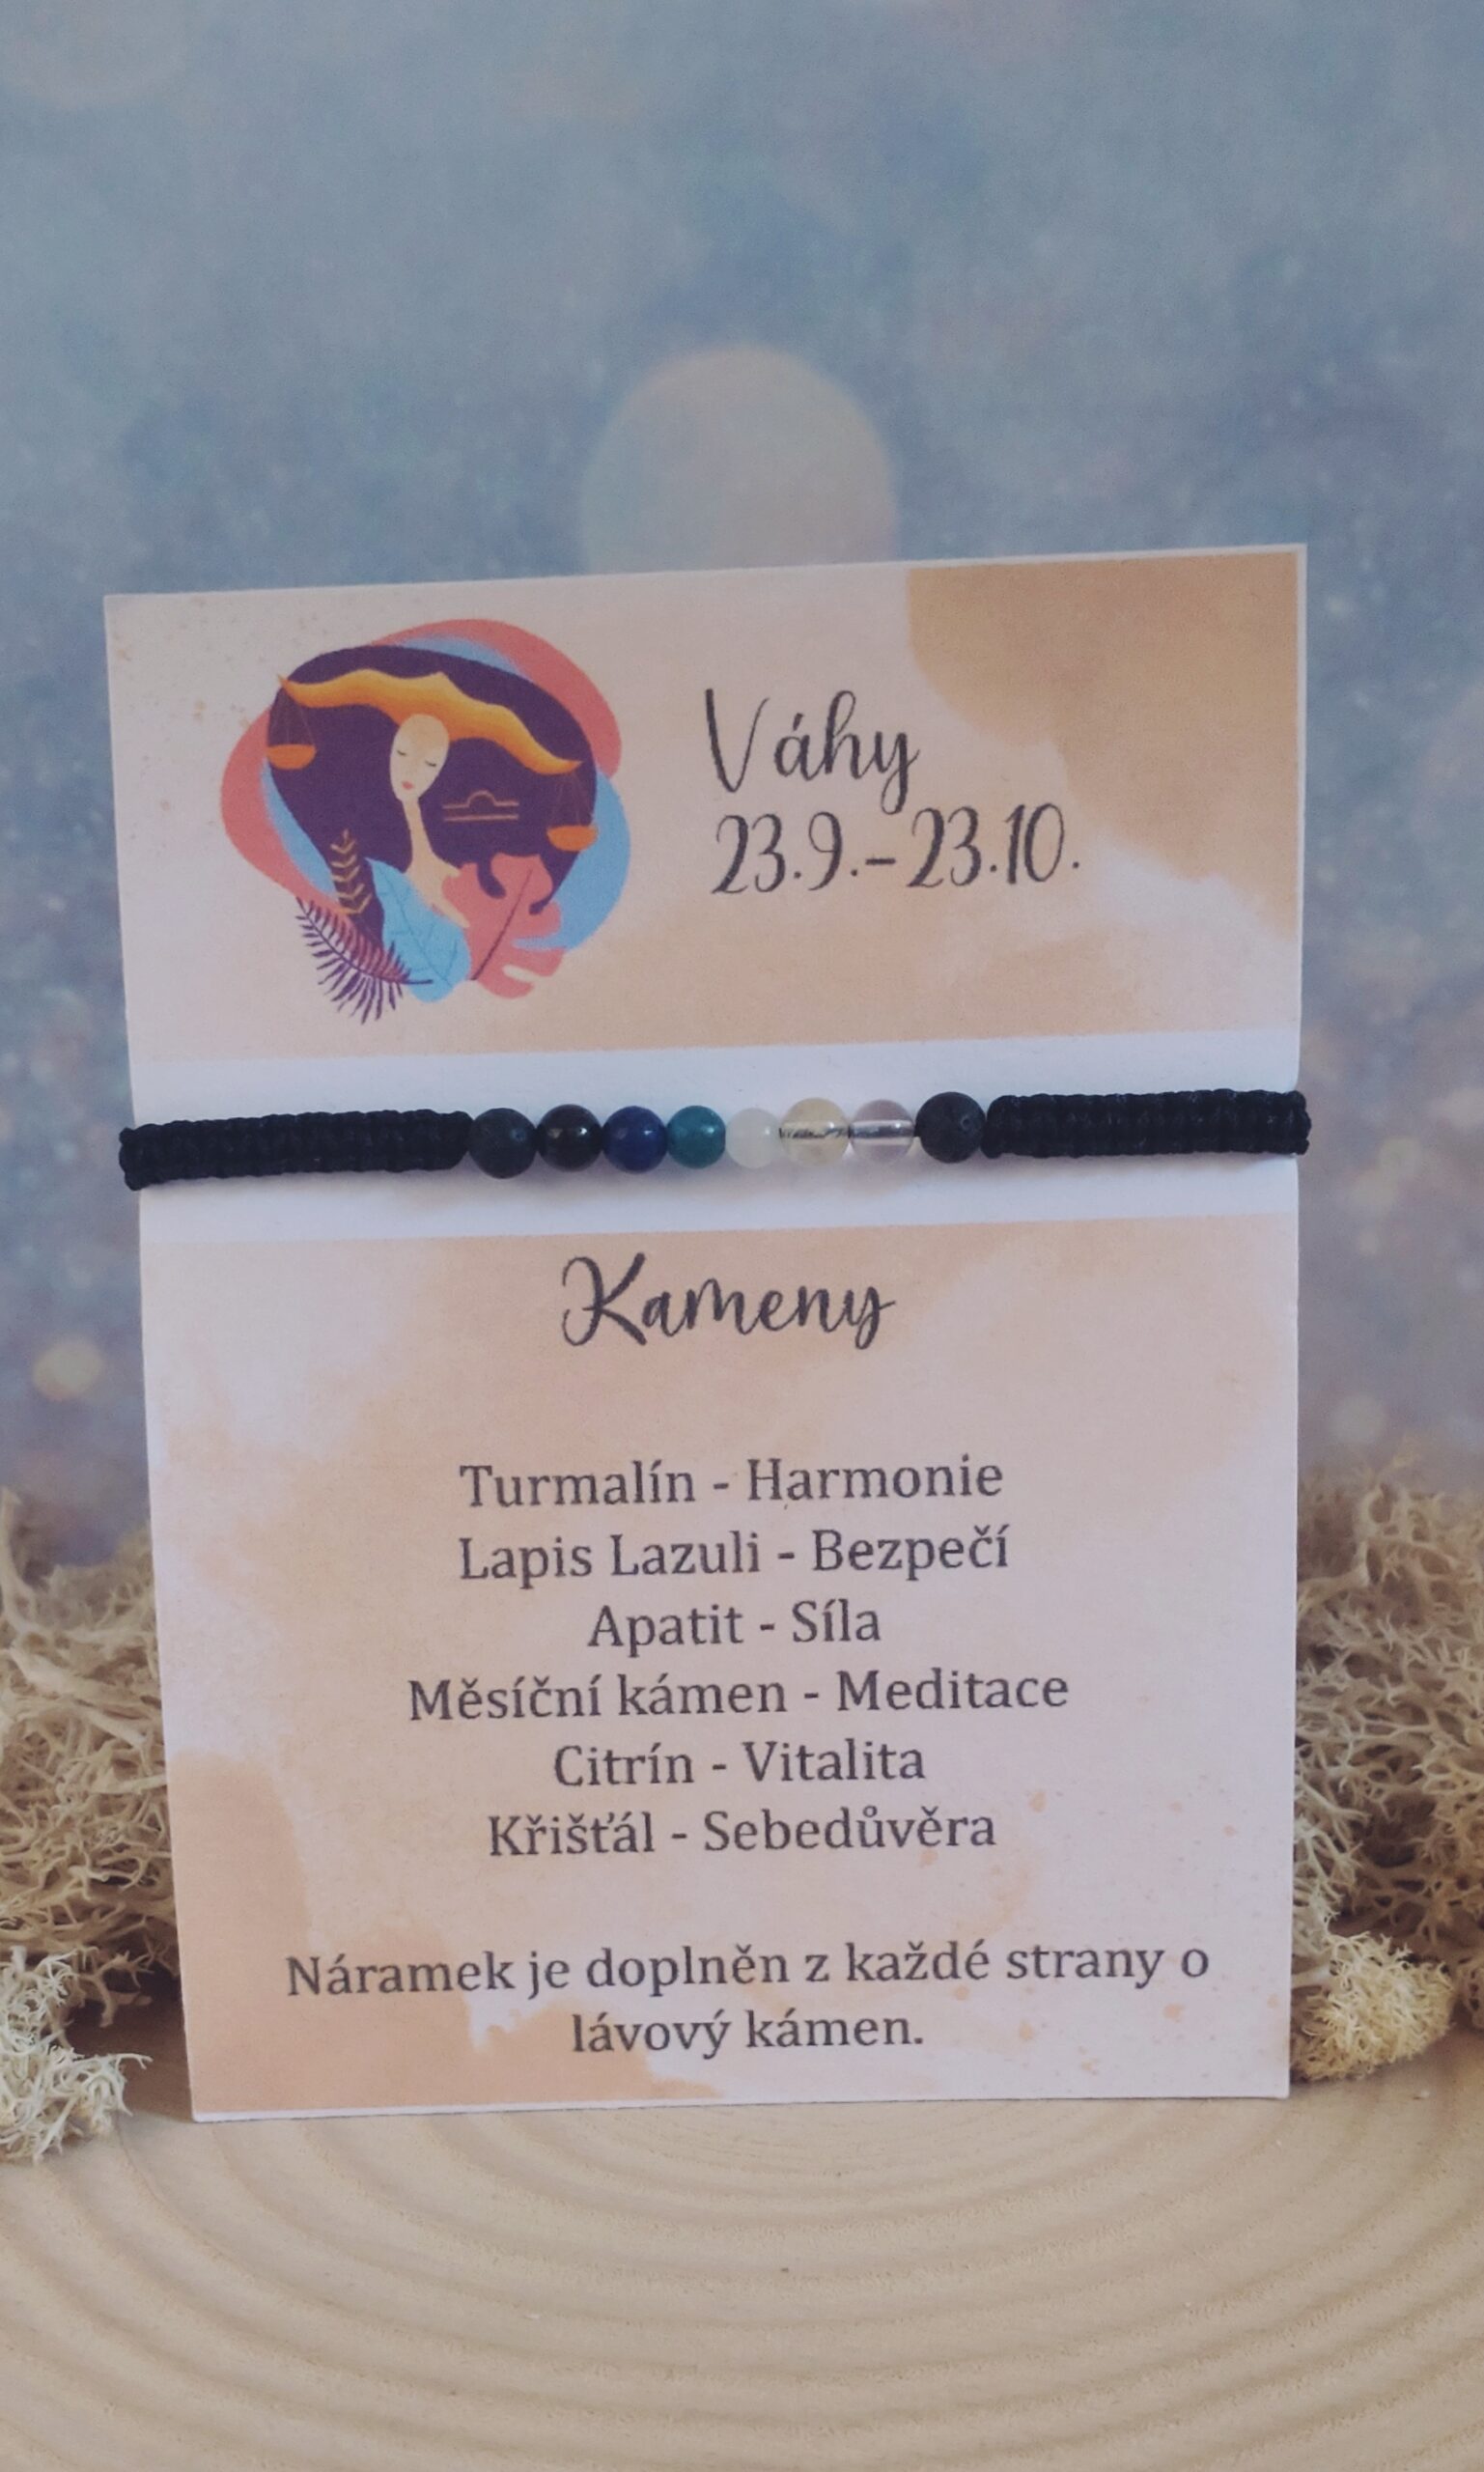 Váhy
23.9.-23.10.
Kameny
Turmalín - Harmonie
Lapis Lazuli - Bezpečí
Apatit - Síla
Měsíční kámen - Meditace
Citrín - Vitalita
Křišťál - Sebedůvěra
Náramek je doplněn z každé strany o
lávový kámen.